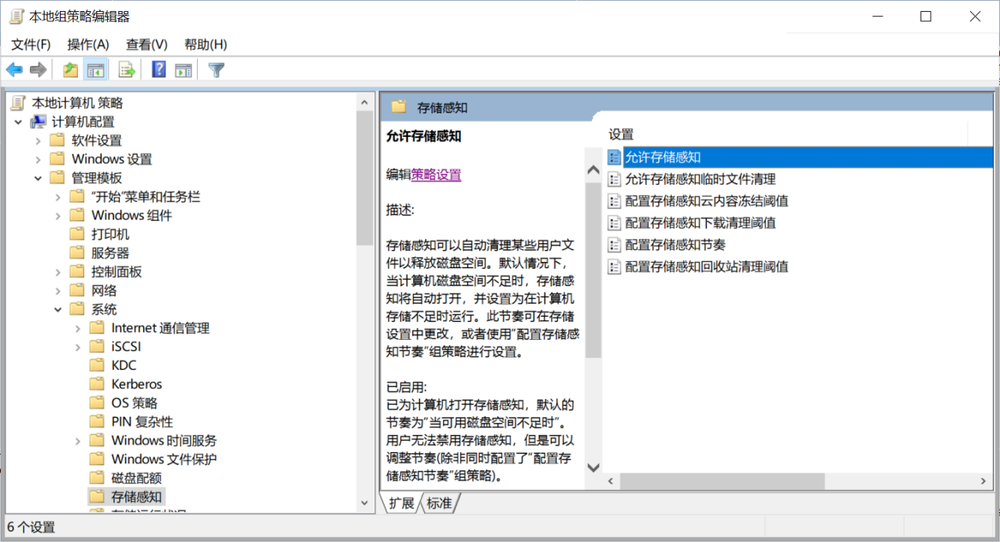 本地组策略编辑器
文件(F) 操作(A) 查看(V) 帮助(H)
本地计算机 策略
计算机配置
软件设置
Windows 设置
管理模板
“开始”菜单和任务栏
Windows 组件
打印机
服务器
控制面板
网络
系统
Internet 通信管理
iSCSI
KDC
Kerberos
OS 策略
PIN 复杂性
Windows 时间服务
Windows 文件保护
磁盘配额
存储感知
存储感知
允许存储感知
编辑策略设置
描述:
存储感知可以自动清理某些用户文
件以释放磁盘空间。默认情况下，
当计算机磁盘空间不足时，存储感
知将自动打开，并设置为在计算机
存储不足时运行。此节奏可在存储
设置中更改，或者使用“配置存储感
知节奏”组策略进行设置。
已启用:
已为计算机打开存储感知，默认的
节奏为“当可用磁盘空间不足时”。
用户无法禁用存储感知，但是可以
调整节奏(除非同时配置了“配置存
储感知节奏”组策略)。
设置
允许存储感知
允许存储感知临时文件清理
配置存储感知云内容冻结阈值
配置存储感知下载清理阈值
配置存储感知节奏
配置存储感知回收站清理阈值
扩展 标准
6 个设置